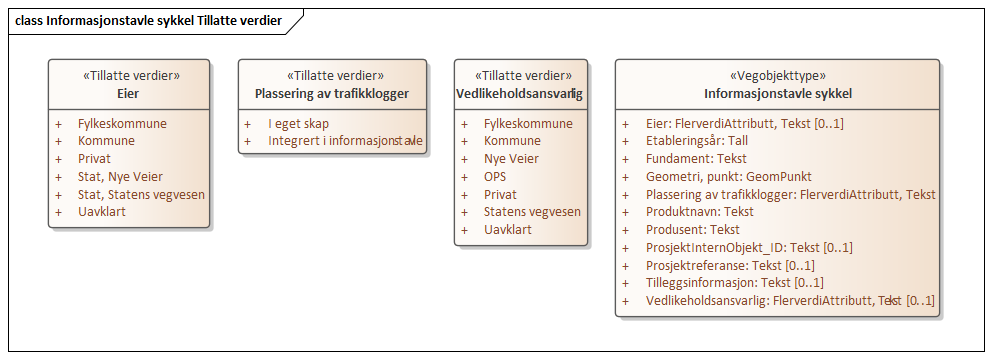 class Informasjonstavle sykkel Tillatte verdier
«Tillatte verdier»
Eier
+ Fylkeskommune
+ Kommune
+ Privat
+ Stat, Nye Veier
+ Stat, Statens vegvesen
+ Uavklart
«Tillatte verdier»
Plassering av trafikklogger
+ I eget skap
+ Integrert i informasjonstavle
«Tillatte verdier»
Vedlikeholdsansvarlig
+ Fylkeskommune
+ Kommune
+ Nye Veier
+ OPS
+ Privat
+ Statens vegvesen
+ Uavklart
«Vegobjekttype»
Informasjonstavle sykkel
+ Eier: FlerverdiAttributt, Tekst [0..1]
+ Etableringsår: Tall
+ Fundament: Tekst
+ Geometri, punkt: GeomPunkt
+ Plassering av trafikklogger: FlerverdiAttributt, Tekst
+ Produktnavn: Tekst
+ Produsent: Tekst
+ ProsjektInternObjekt_ID: Tekst [0..1]
+ Prosjektreferanse: Tekst [0..1]
+ Tilleggsinformasjon: Tekst [0..1]
+ Vedlikeholdsansvarlig: FlerverdiAttributt, Tekst [0..1]